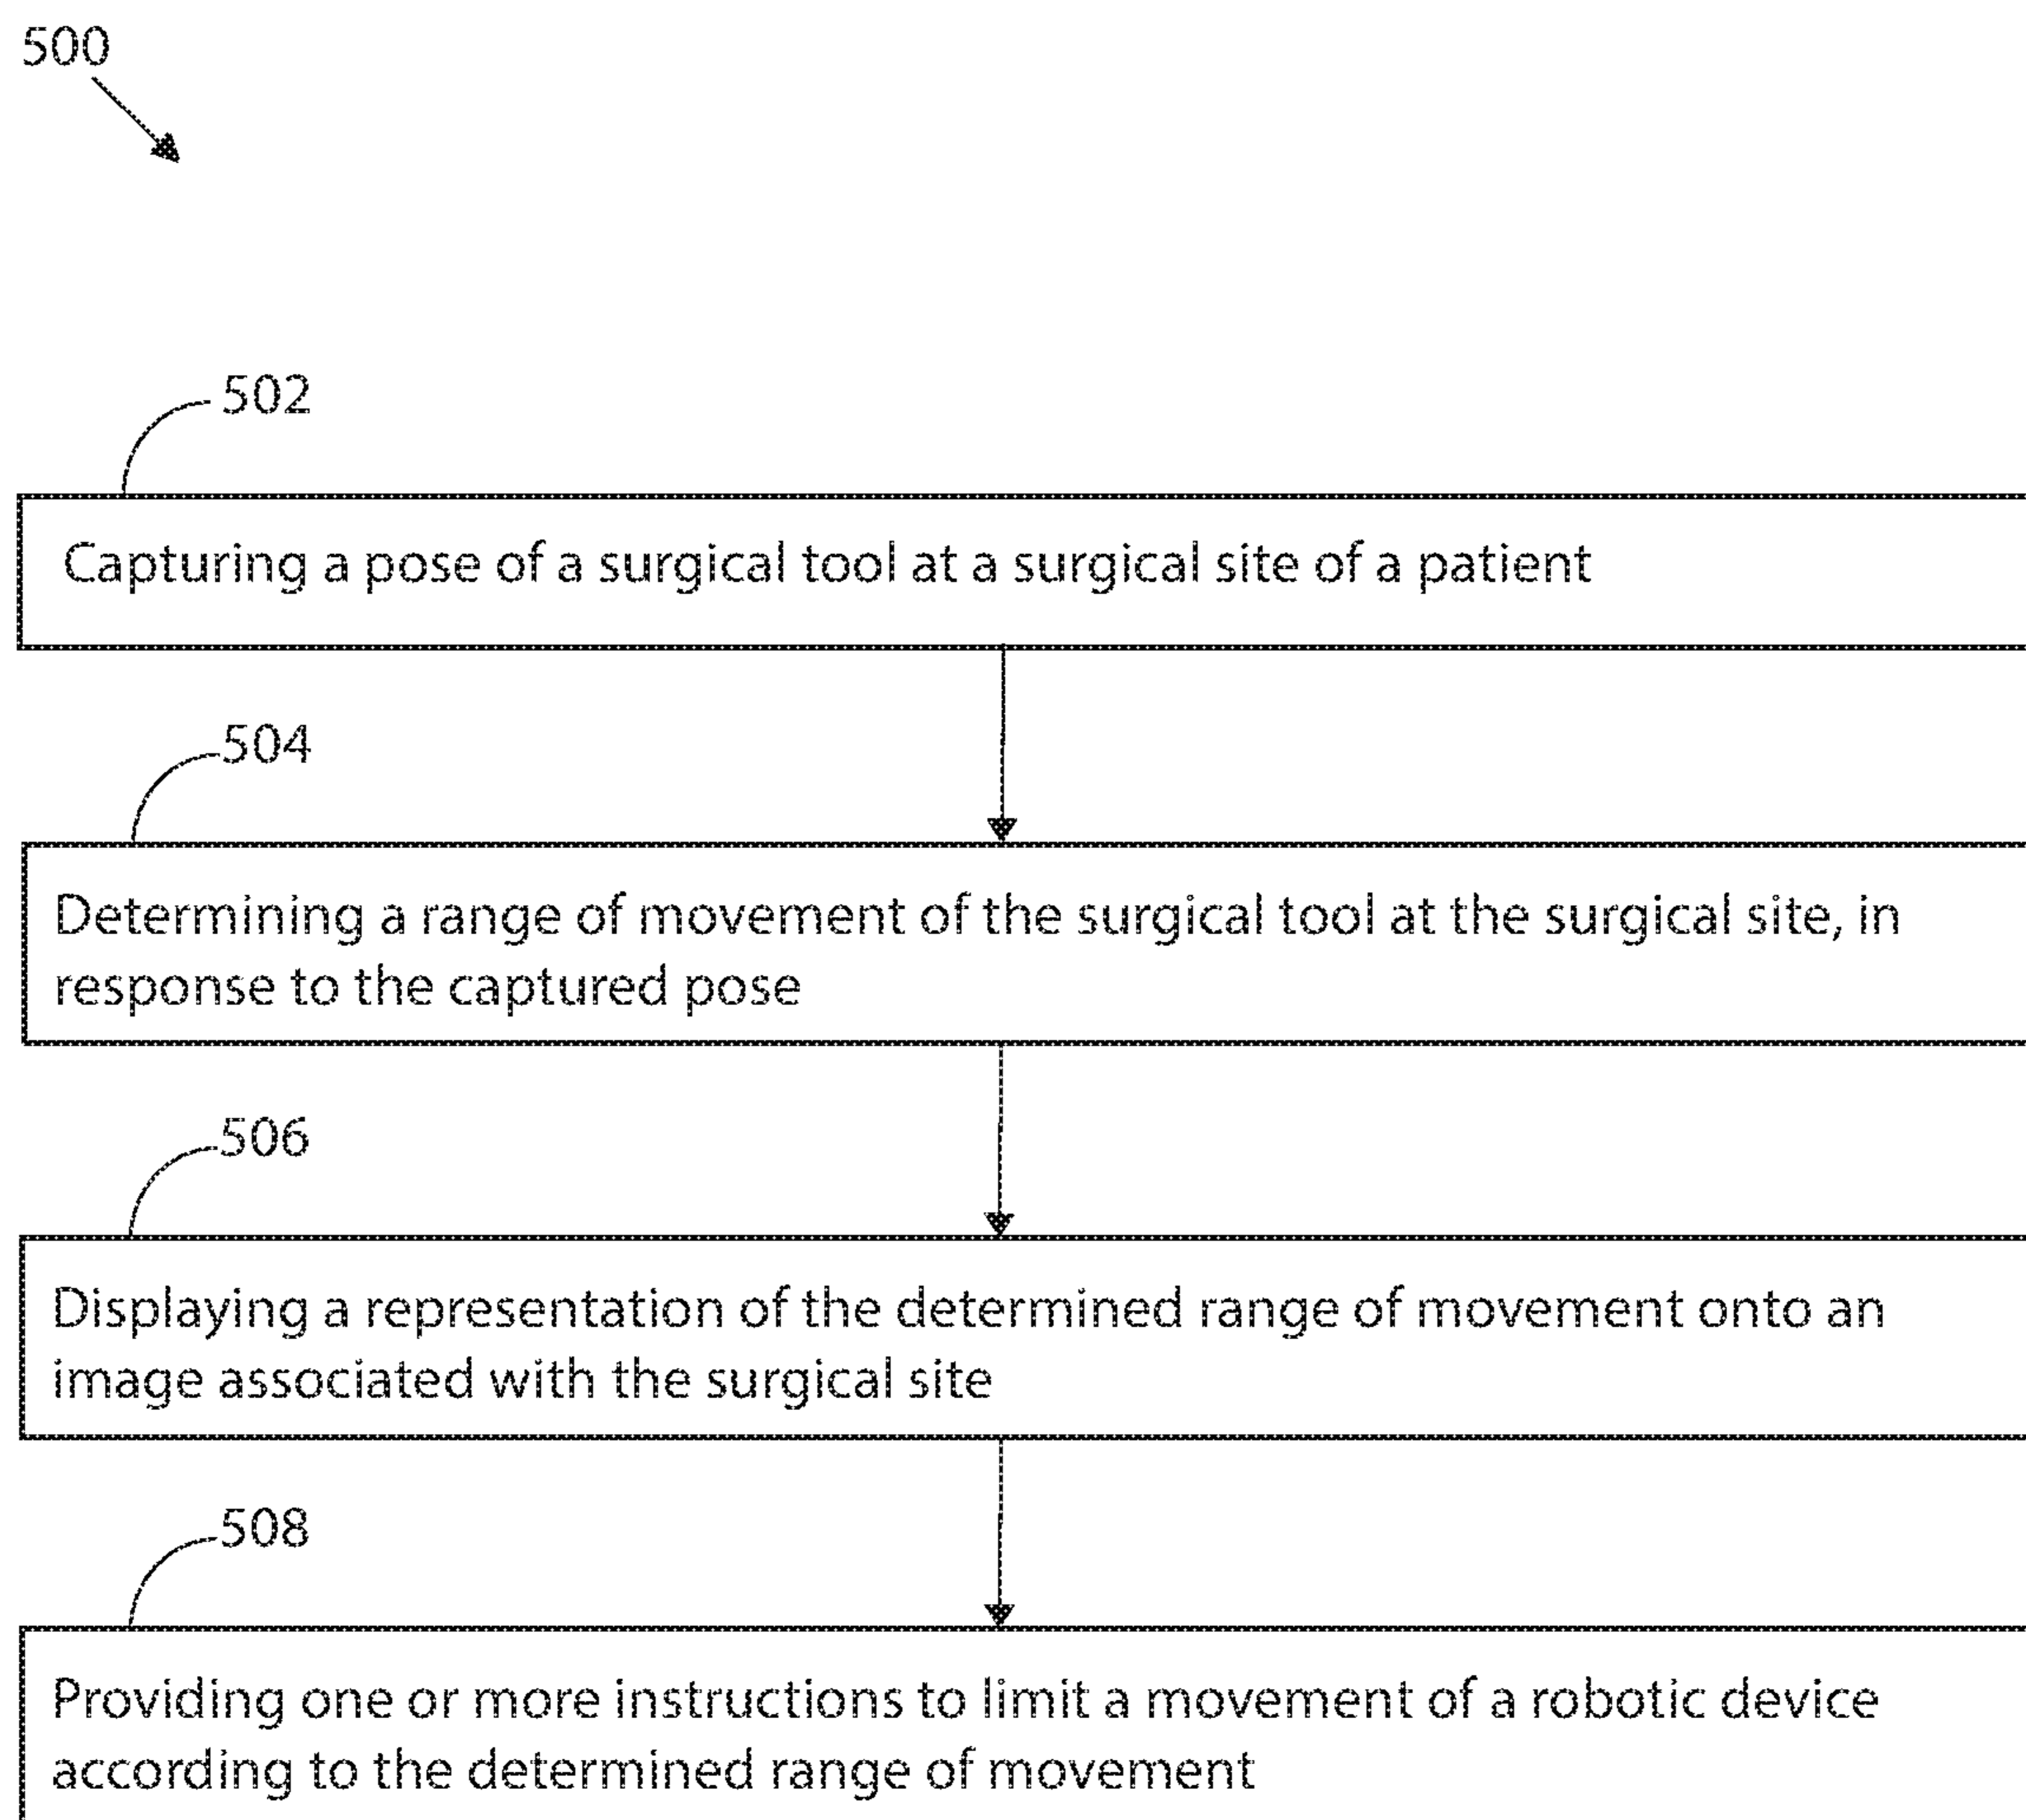 500
502
Capturing a pose of a surgical tool at a surgical site of a patient
504
Determining a range of movement of the surgical tool at the surgical site, in
response to the captured pose
506
Displaying a representation of the determined range of movement onto an
image associated with the surgical site
508
Providing one or more instructions to limit a movement of a robotic device
according to the determined range of movement